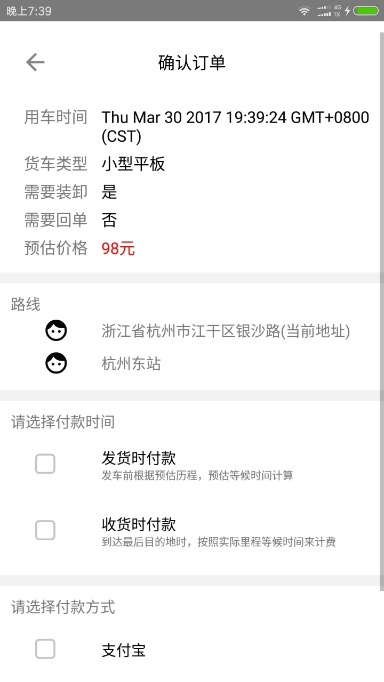 晚上7:39
确认订单
用车时间 Thu Mar 30 2017 19:39:24 GMT+0800
(CST)
货车类型 小型平板
需要装卸 是
需要回单 否
预估价格 98元
路线
浙江省杭州市江干区银沙路(当前地址)
杭州东站
请选择付款时间
发货时付款
发车前根据预估历程，预估等候时间计算
收货时付款
到达最后目的地时，按照实际里程等候时间来计费
请选择付款方式
支付宝